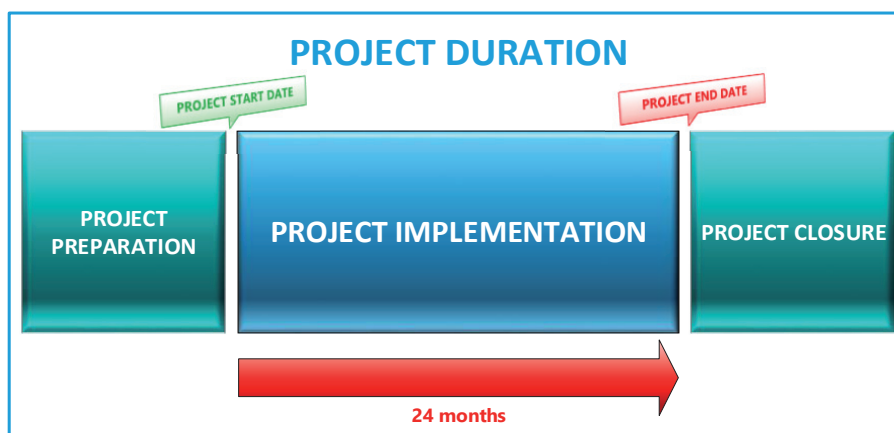 PROJECT DURATION
PROJECT START DATE
PROJECT END DATE
PROJECT
PREPARATION
PROJECT IMPLEMENTATION
PROJECT CLOSURE
24 months